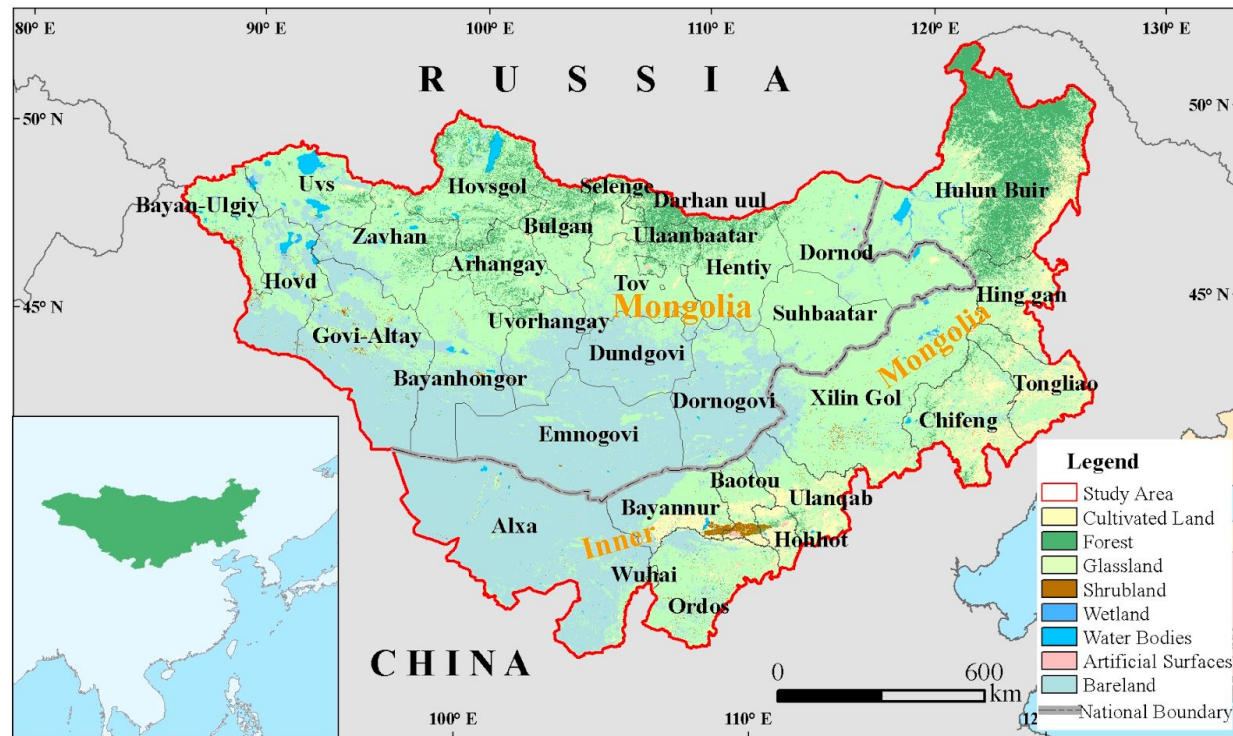 80° E 90° E 100° E 110° E 120° E 130° E
RUSSIA
50° N 50° N
Uvs Hovsgol Selenge Hulun Buir
Bayan-Ulgiy Darhan uul
Zavhan Bulgan Ulaanbaatar
Arhangay Hentiy Dornod
Hovd Tov Hing gan
45° N 45° N
Mongolia
Govi-Altay Uvorhangay Suhbaatar
Mongolia
Dundgovi
Bayanhongor Dornogovi Xilin Gol Tongliao
Emnogovi Chifeng
Baotou Ulanqab
Alxa Bayannur
Inner Hohhot
Wuhai
Ordos
CHINA
0 600
km
100° E 110° E
Legend
Study Area
Cultivated Land
Forest
Glassland
Shrubland
Wetland
Water Bodies
Artificial Surfaces
Bareland
National Boundary